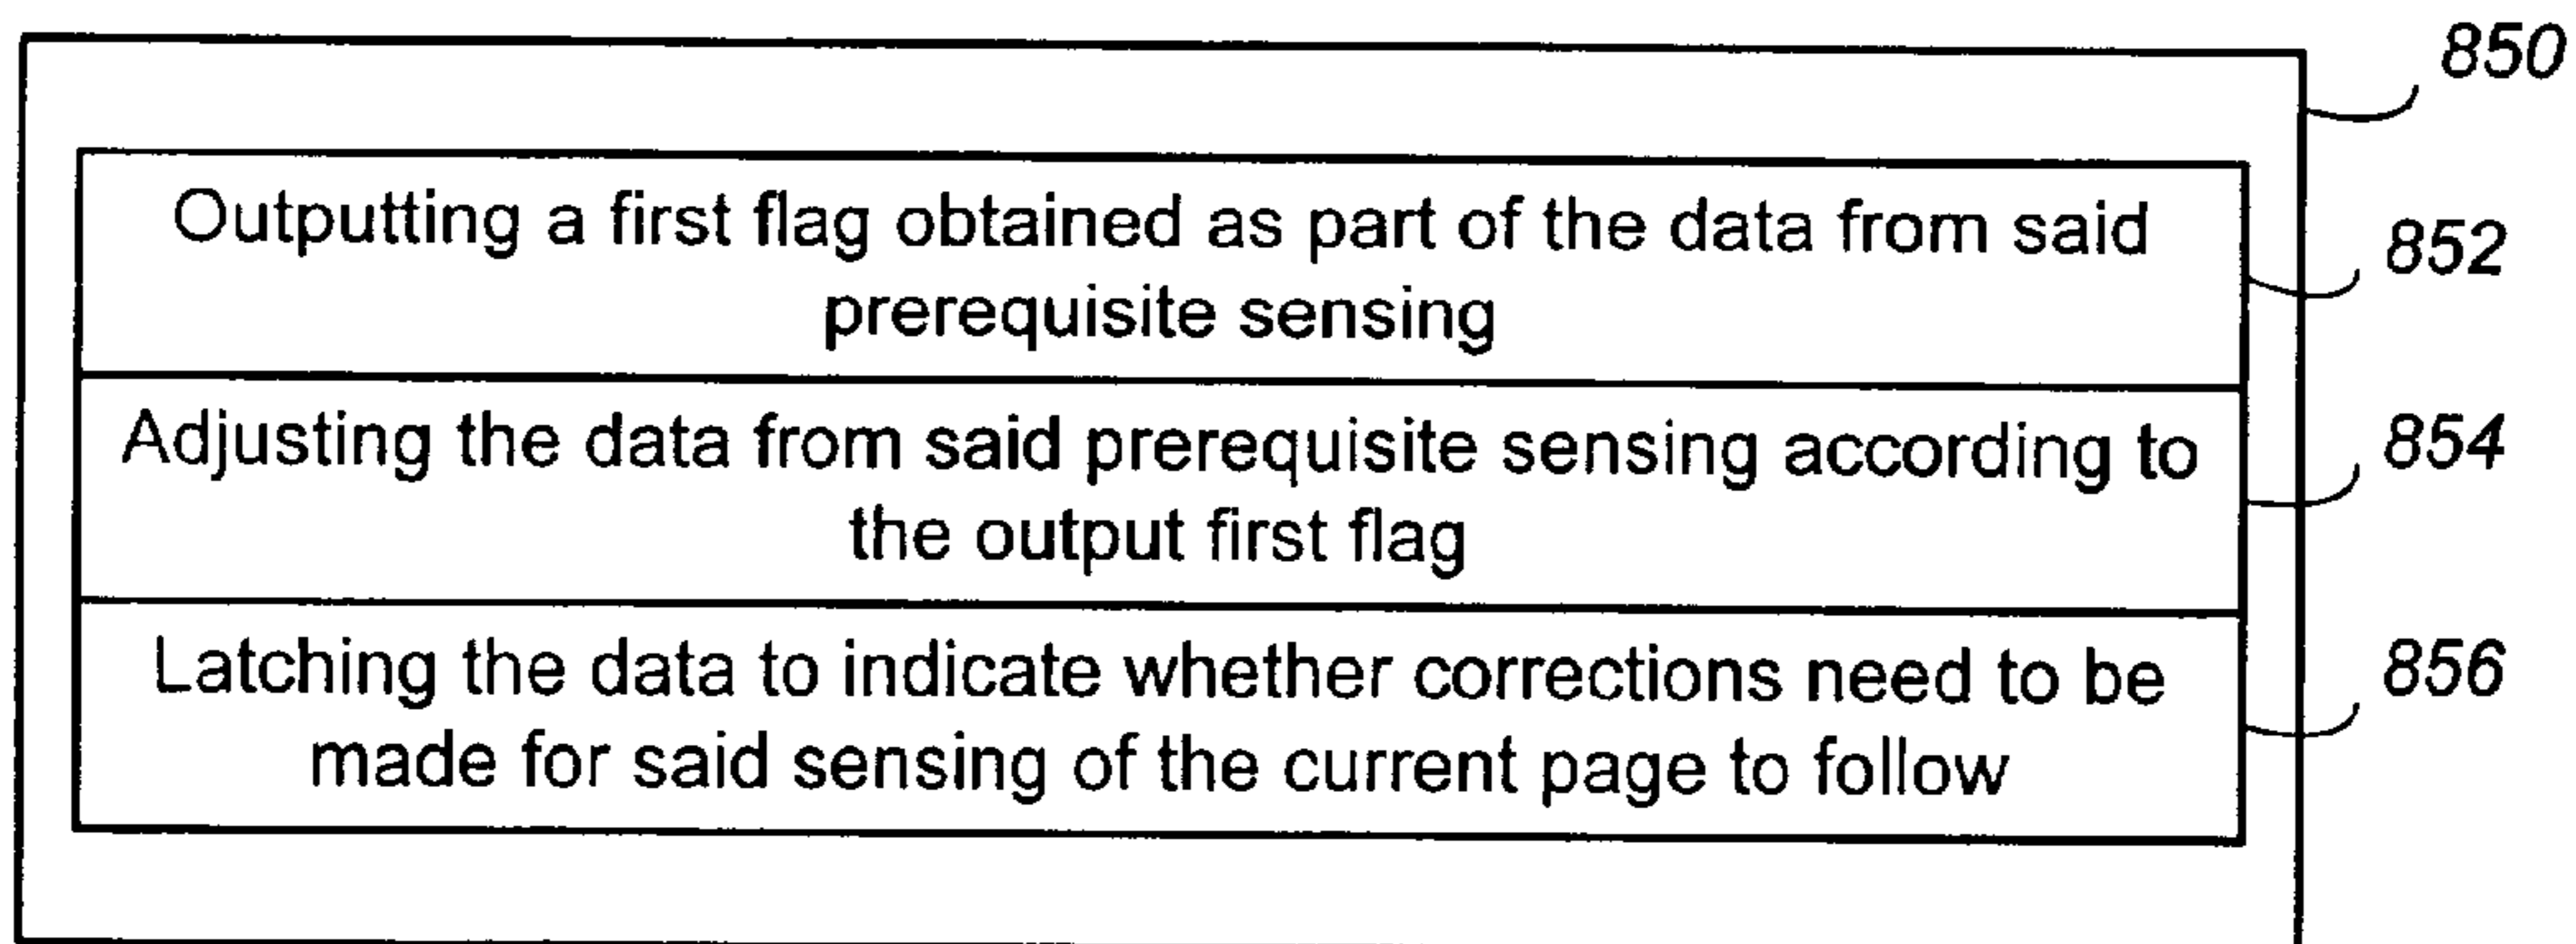 850
Outputting a first flag obtained as part of the data from said
prerequisite sensing
852
Adjusting the data from said prerequisite sensing according to
the output first flag
854
Latching the data to indicate whether corrections need to be
made for said sensing of the current page to follow
856